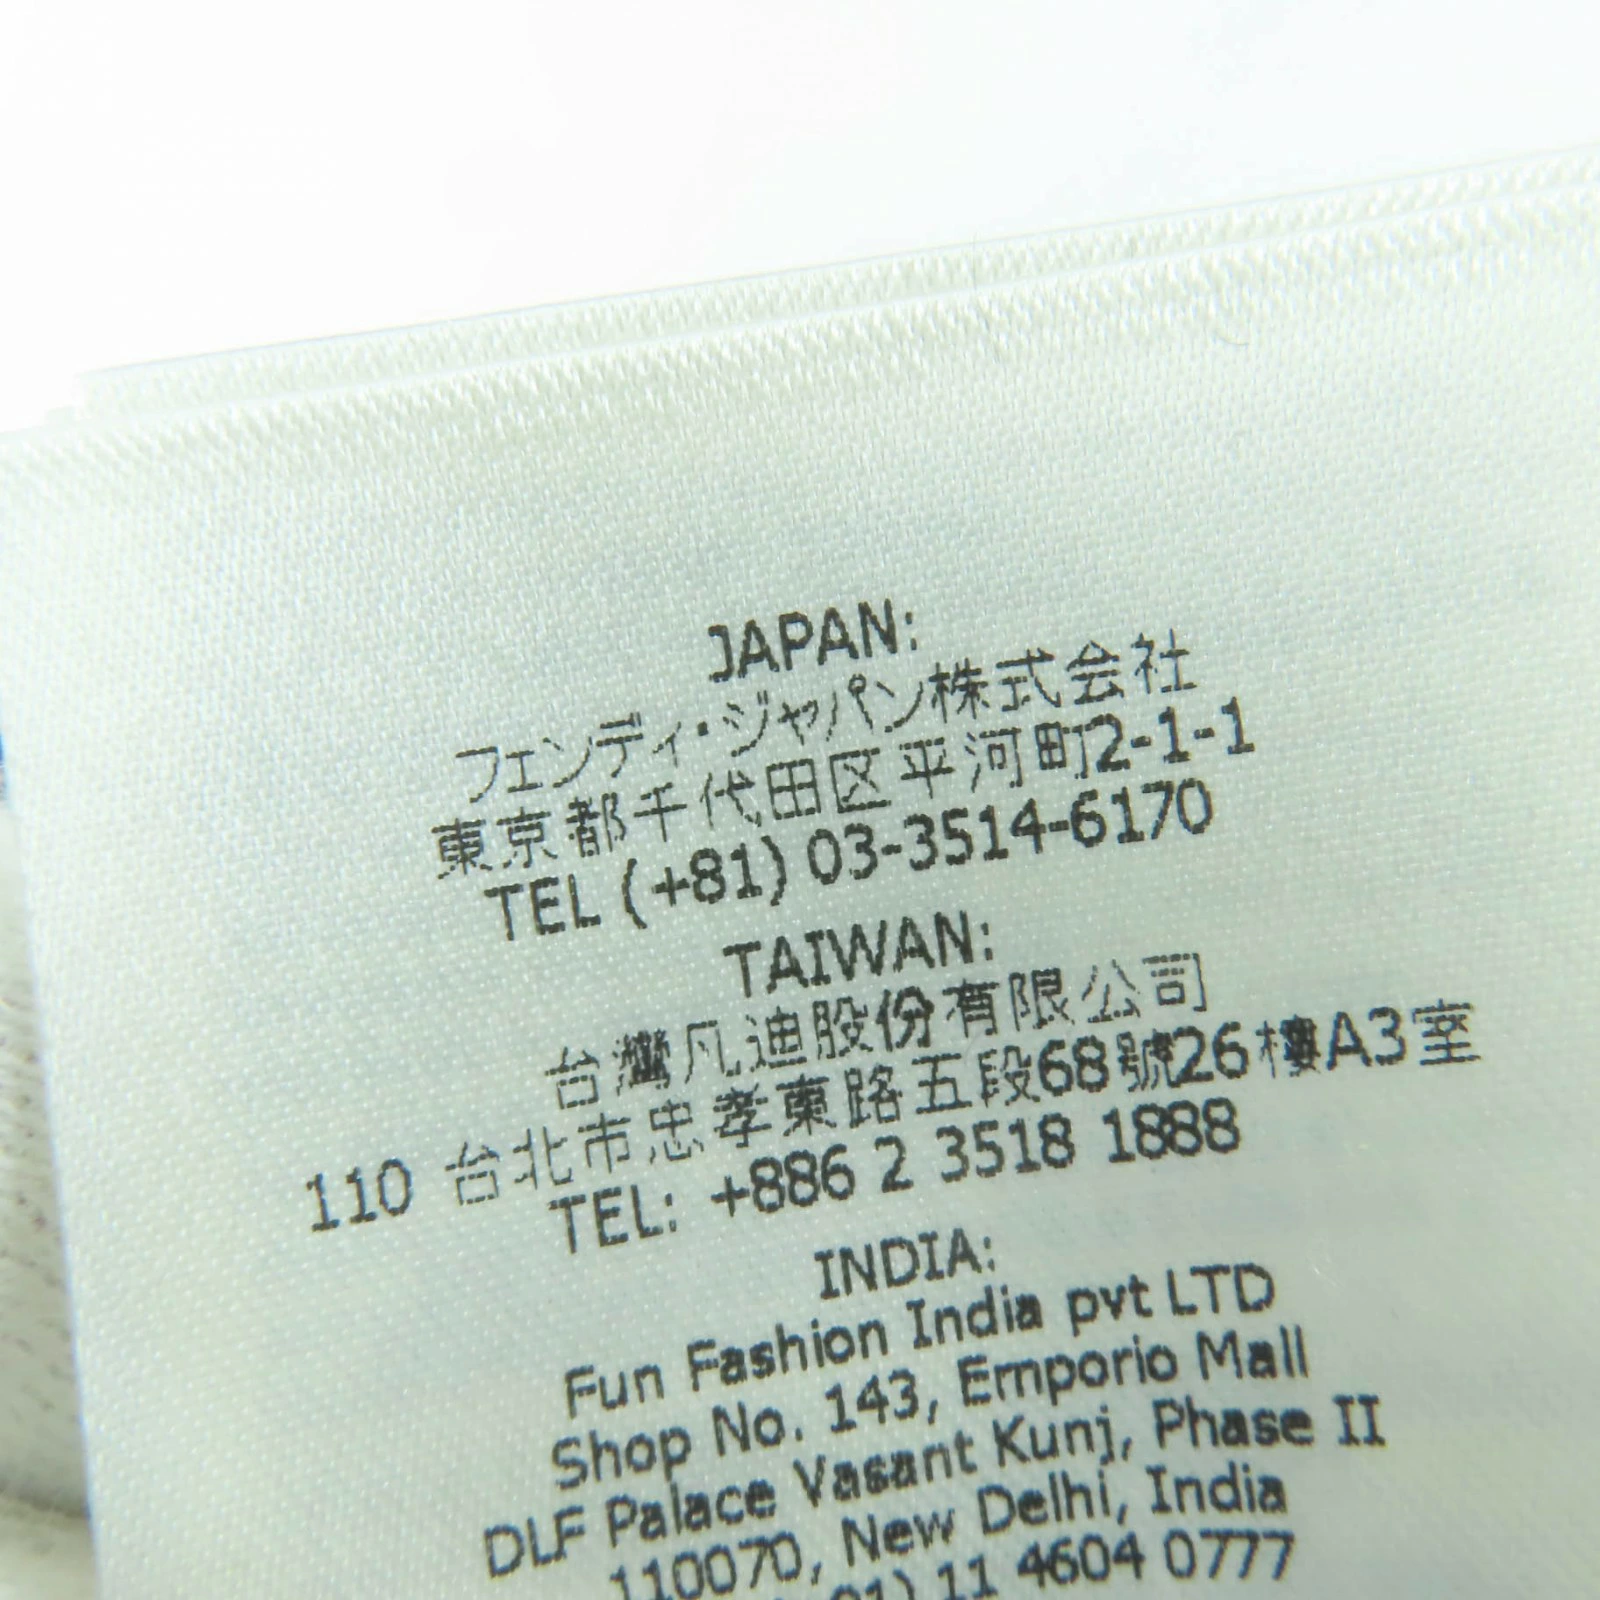 JAPAN:
フェンディ・ジャパン株式会社
東京都千代田区平河町2-1-1
TEL (+81) 03-3514-6170
TAIWAN:
台灣凡迪股份有限公司
110 台北市忠孝東路五段68號26樓A3室
TEL: +886 2 3518 1888
INDIA:
Fun Fashion India pvt LTD
Shop No. 143, Emporio Mall
DLF Palace Vasant Kunj, Phase II
110070, New Delhi, India
11 4604 0777